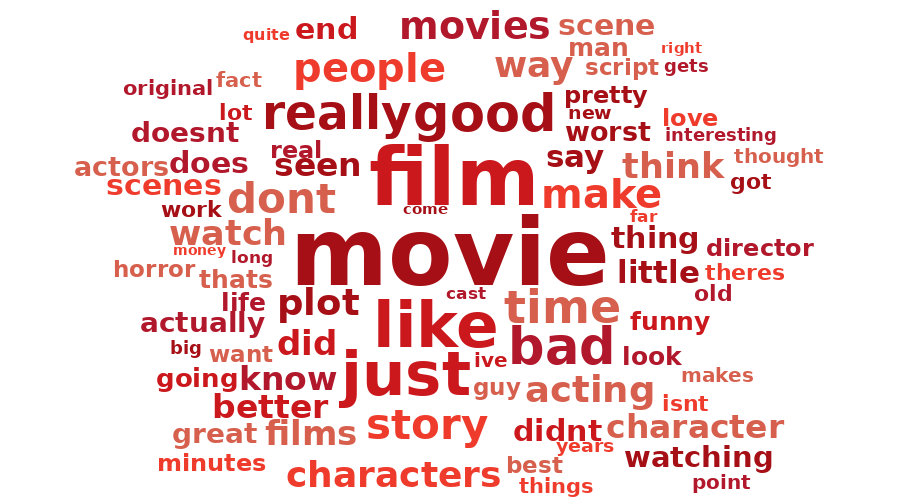 quite end movies scene
man right
people way script gets
original fact
lot really good pretty
new love
doesnt worst interesting
real
actors does seen film say think thought
scenes dont make got
work come far
watch movie thing director
money long
horror thats little theres
life plot cast time old
actually like funny
big want did just ive bad look
going know guy acting makes
better isnt
great films story didnt character
years
minutes characters best watching
things point